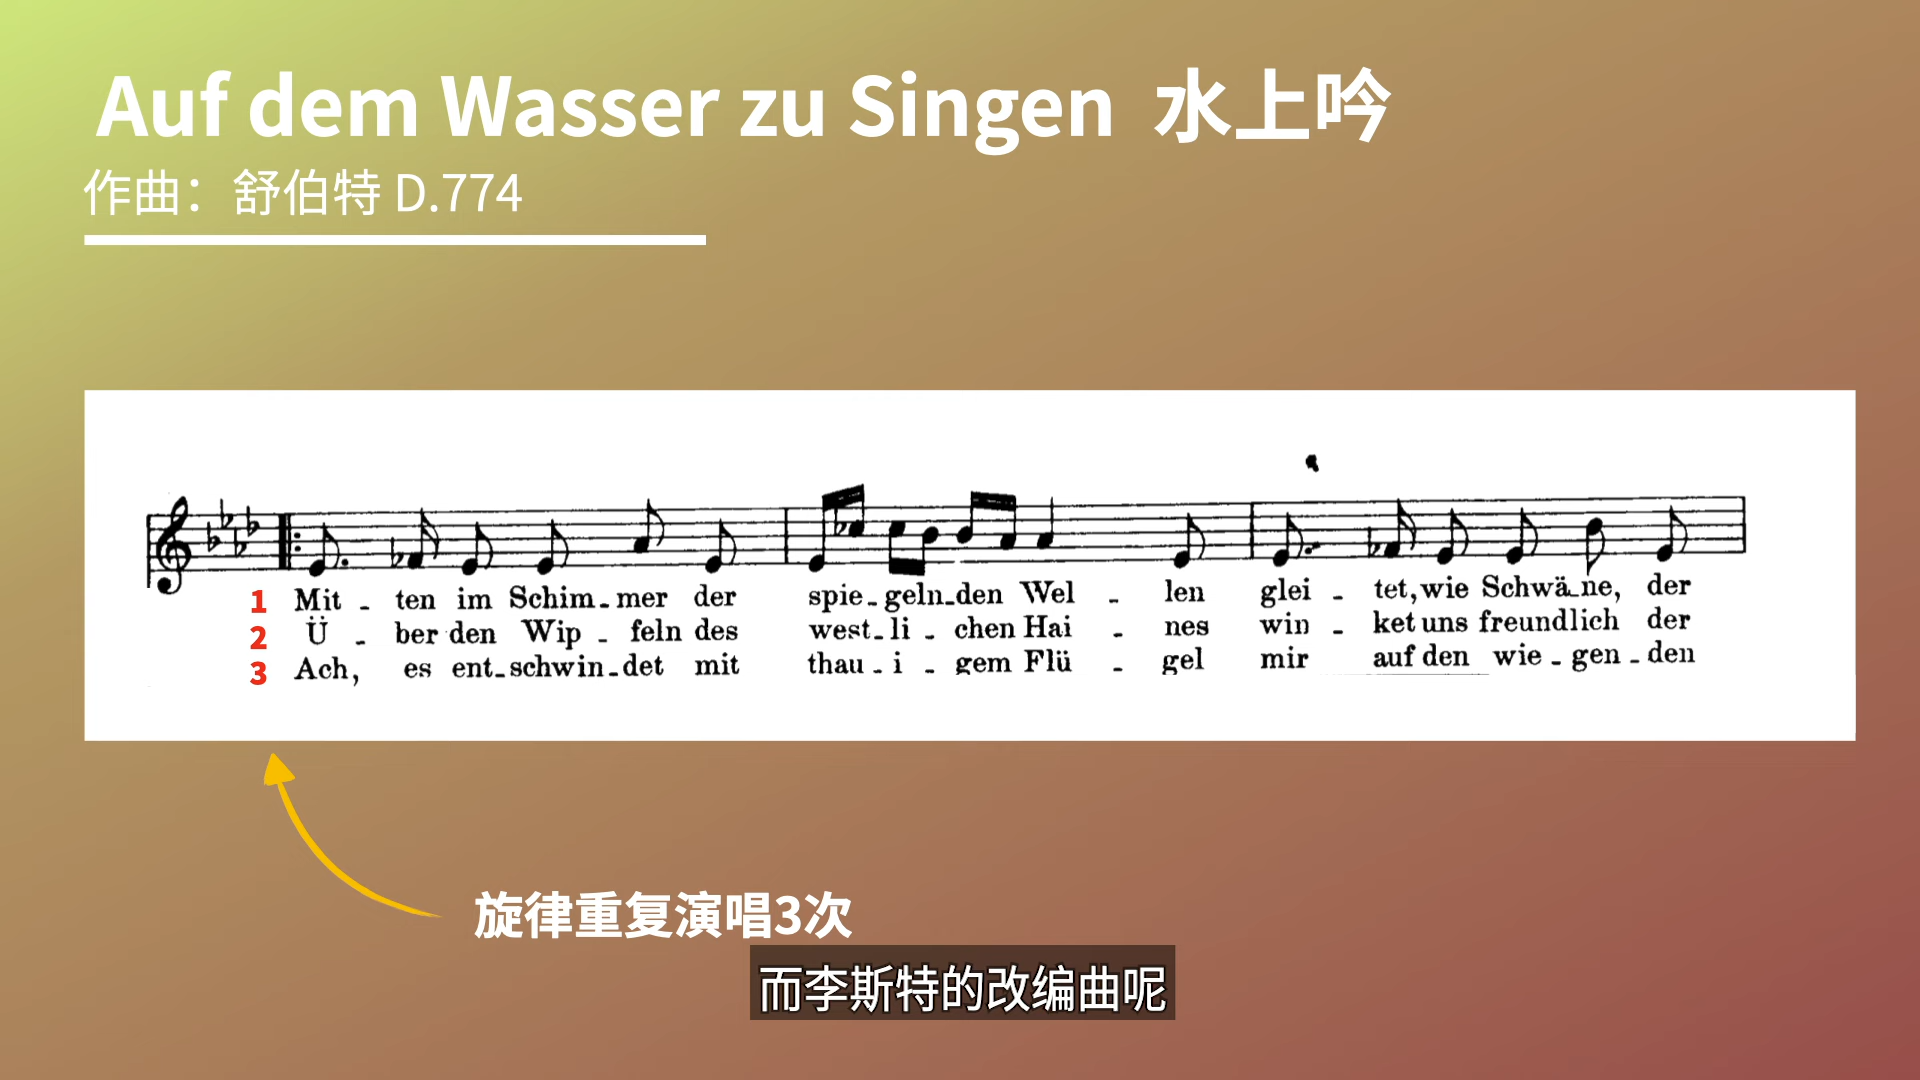 Auf dem Wasser zu Singen 水上吟
作曲：舒伯特 D.774
1 Mit - ten im Schim - mer der spie - geln - den Wel - len glei - tet, wie Schwä - ne, der
2 Ü - ber den Wip - feln des west - li - chen Hai - nes win - ket uns freundlich der
3 Ach, es ent - schwin - det mit thau - i - gem Flü - gel mir auf den wie - gen - den
旋律重复演唱3次
而李斯特的改编曲呢